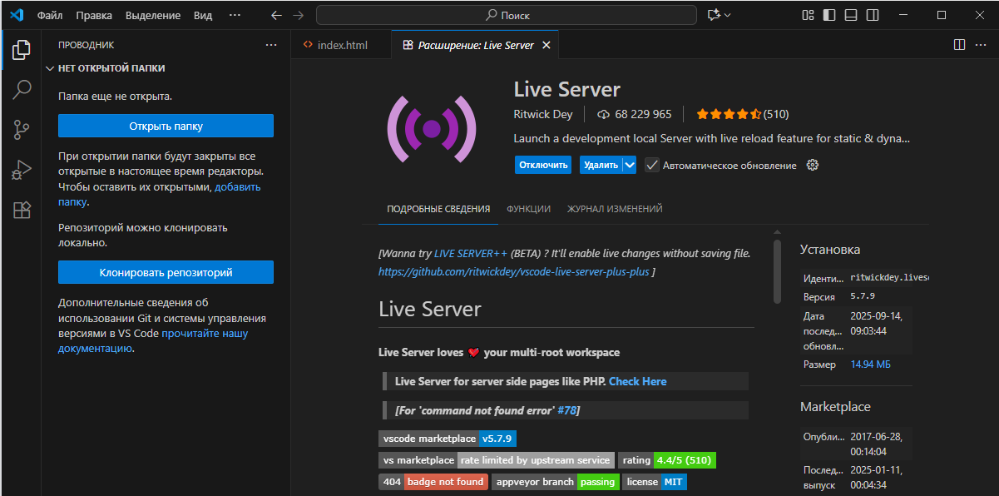 Файл Правка Выделение Вид ··· Поиск
ПРОВОДНИК ···
НЕТ ОТКРЫТОЙ ПАПКИ
Папка еще не открыта.
Открыть папку
При открытии папки будут закрыты все
открытые в настоящее время редакторы.
Чтобы оставить их открытыми, добавить
папку.
Репозиторий можно клонировать
локально.
Клонировать репозиторий
Дополнительные сведения об
использовании Git и системы управления
версиями в VS Code прочитайте нашу
документацию.
index.html Расширение: Live Server
Live Server
Ritwick Dey 68 229 965 (510)
Launch a development local Server with live reload feature for static & dyna...
Отключить Удалить Автоматическое обновление
ПОДРОБНЫЕ СВЕДЕНИЯ ФУНКЦИИ ЖУРНАЛ ИЗМЕНЕНИЙ
[Wanna try LIVE SERVER++ (BETA) ? It'll enable live changes without saving file.
https://github.com/ritwickdey/vscode-live-server-plus-plus ]
Live Server
Live Server loves ❤️ your multi-root workspace
Live Server for server side pages like PHP. Check Here
[For 'command not found error' #78]
vscode marketplace v5.7.9
vs marketplace rate limited by upstream service rating 4.4/5 (510)
404 badge not found appveyor branch passing license MIT
Установка
Иденти... ritwickdey.livese
Версия 5.7.9
Дата 2025-09-14,
послед... 09:03:44
обновл...
Размер 14.94 МБ
Marketplace
Опубли... 2017-06-28,
00:14:04
Послед... 2025-01-11,
выпуск 00:04:34